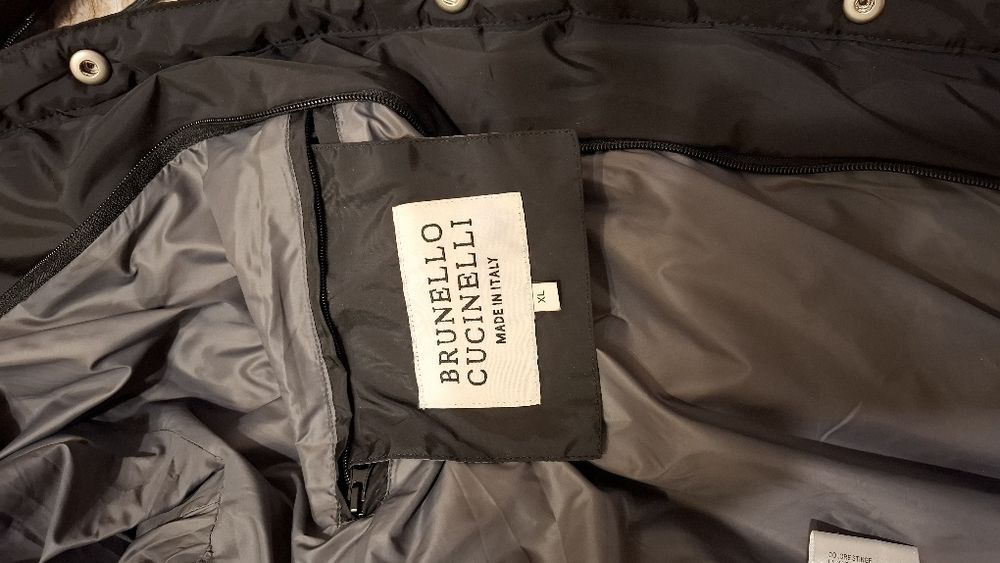 BRUNELLO
CUCINELLI
MADE IN ITALY
XL